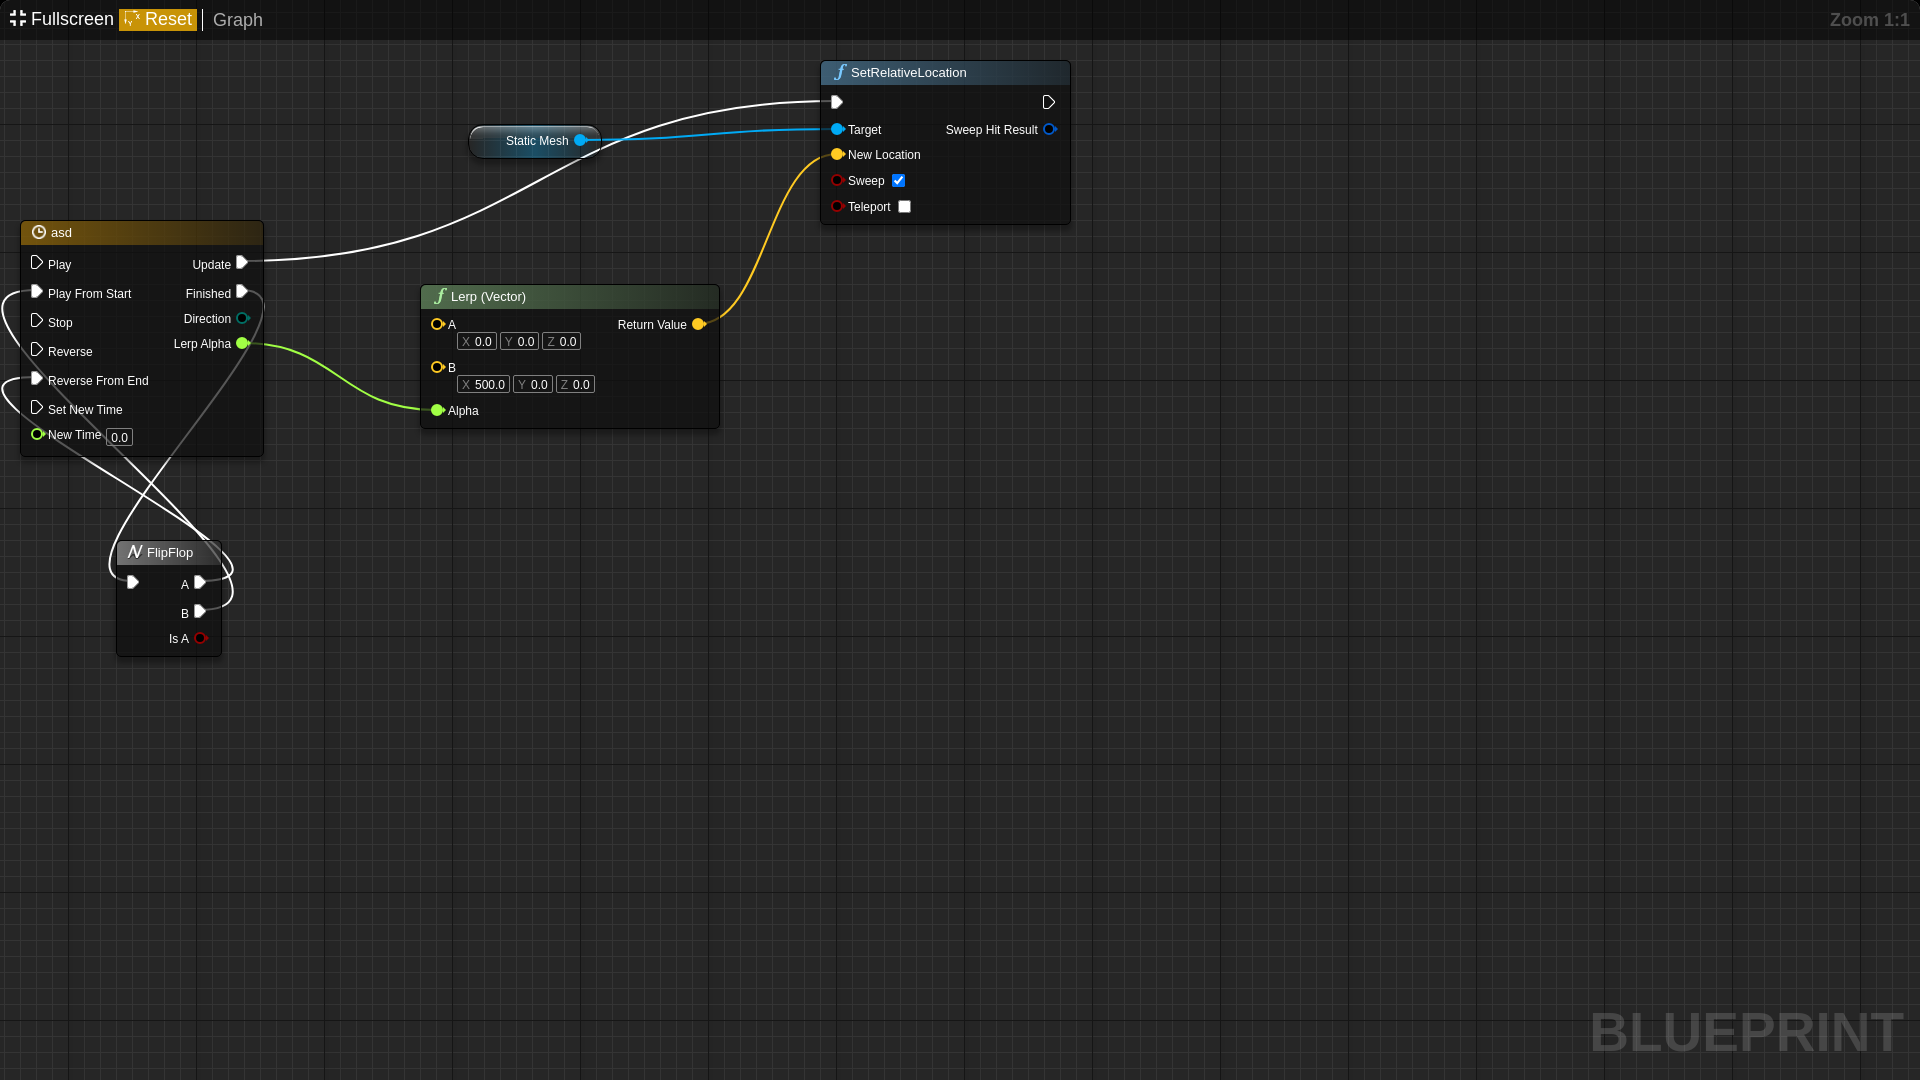 Fullscreen Reset Graph Zoom 1:1
SetRelativeLocation
Target Sweep Hit Result
New Location
Sweep
Teleport
Static Mesh
asd
Play Update
Play From Start Finished
Stop Direction
Reverse Lerp Alpha
Reverse From End
Set New Time
New Time 0.0
Lerp (Vector)
A Return Value
X 0.0 Y 0.0 Z 0.0
B
X 500.0 Y 0.0 Z 0.0
Alpha
FlipFlop
A
B
Is A
BLUEPRINT